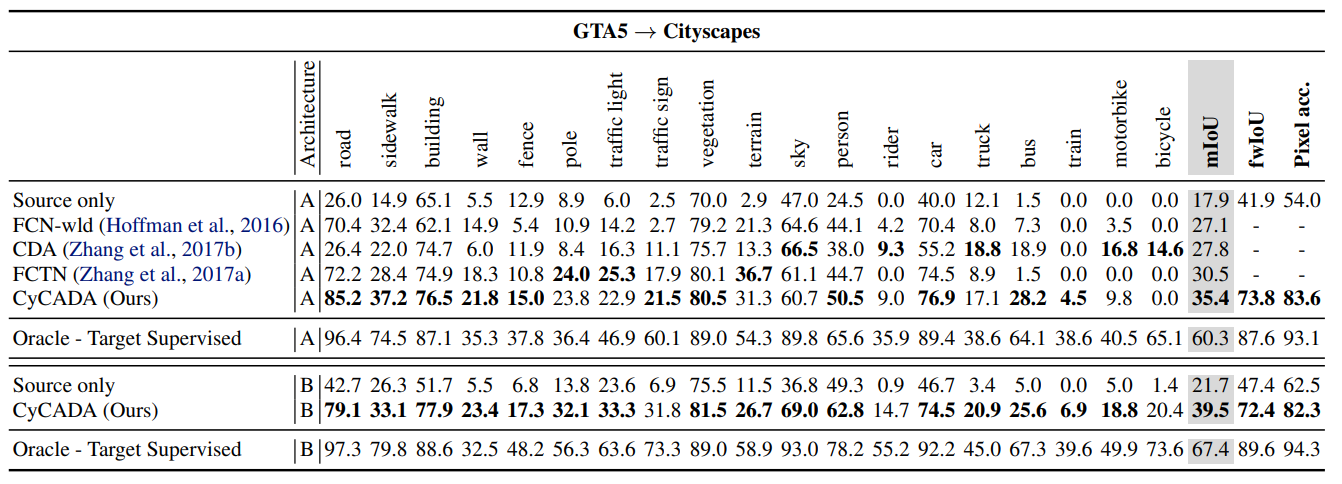 GTA5 → Cityscapes
Architecture road sidewalk building wall fence pole traffic light traffic sign vegetation terrain sky person rider car truck bus train motorbike bicycle mIoU fwIoU Pixel acc.
Source only A 26.0 14.9 65.1 5.5 12.9 8.9 6.0 2.5 70.0 2.9 47.0 24.5 0.0 40.0 12.1 1.5 0.0 0.0 0.0 17.9 41.9 54.0
FCN-wld (Hoffman et al., 2016) A 70.4 32.4 62.1 14.9 5.4 10.9 14.2 2.7 79.2 21.3 64.6 44.1 4.2 70.4 8.0 7.3 0.0 3.5 0.0 27.1 - -
CDA (Zhang et al., 2017b) A 26.4 22.0 74.7 6.0 11.9 8.4 16.3 11.1 75.7 13.3 66.5 38.0 9.3 55.2 18.8 18.9 0.0 16.8 14.6 27.8 - -
FCTN (Zhang et al., 2017a) A 72.2 28.4 74.9 18.3 10.8 24.0 25.3 17.9 80.1 36.7 61.1 44.7 0.0 74.5 8.9 1.5 0.0 0.0 0.0 30.5 - -
CyCADA (Ours) A 85.2 37.2 76.5 21.8 15.0 23.8 22.9 21.5 80.5 31.3 60.7 50.5 9.0 76.9 17.1 28.2 4.5 9.8 0.0 35.4 73.8 83.6
Oracle - Target Supervised A 96.4 74.5 87.1 35.3 37.8 36.4 46.9 60.1 89.0 54.3 89.8 65.6 35.9 89.4 38.6 64.1 38.6 40.5 65.1 60.3 87.6 93.1
Source only B 42.7 26.3 51.7 5.5 6.8 13.8 23.6 6.9 75.5 11.5 36.8 49.3 0.9 46.7 3.4 5.0 0.0 5.0 1.4 21.7 47.4 62.5
CyCADA (Ours) B 79.1 33.1 77.9 23.4 17.3 32.1 33.3 31.8 81.5 26.7 69.0 62.8 14.7 74.5 20.9 25.6 6.9 18.8 20.4 39.5 72.4 82.3
Oracle - Target Supervised B 97.3 79.8 88.6 32.5 48.2 56.3 63.6 73.3 89.0 58.9 93.0 78.2 55.2 92.2 45.0 67.3 39.6 49.9 73.6 67.4 89.6 94.3